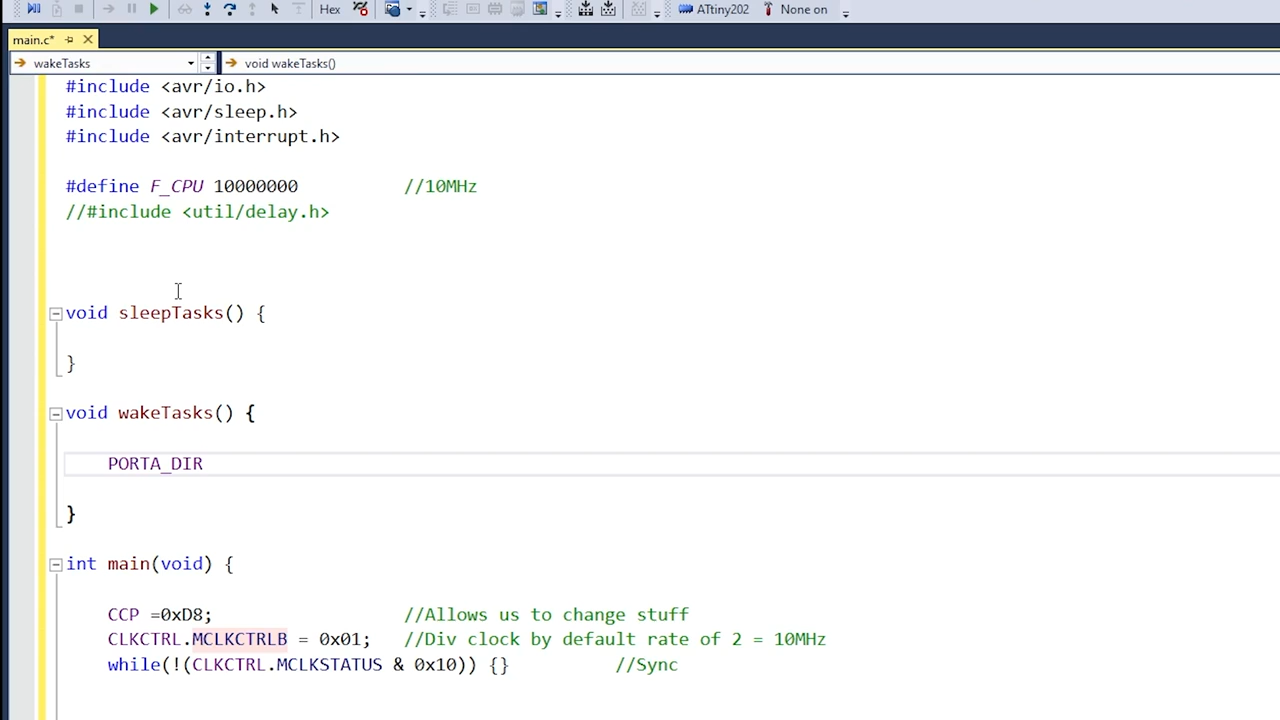 Hex
ATtiny202
None on
main.c*
wakeTasks
void wakeTasks()
#include <avr/io.h>
#include <avr/sleep.h>
#include <avr/interrupt.h>
#define F_CPU 10000000 //10MHz
//#include <util/delay.h>
void sleepTasks() {
}
void wakeTasks() {
PORTA_DIR
}
int main(void) {
CCP =0xD8; //Allows us to change stuff
CLKCTRL.MCLKCTRLB = 0x01; //Div clock by default rate of 2 = 10MHz
while(!(CLKCTRL.MCLKSTATUS & 0x10)) {} //Sync